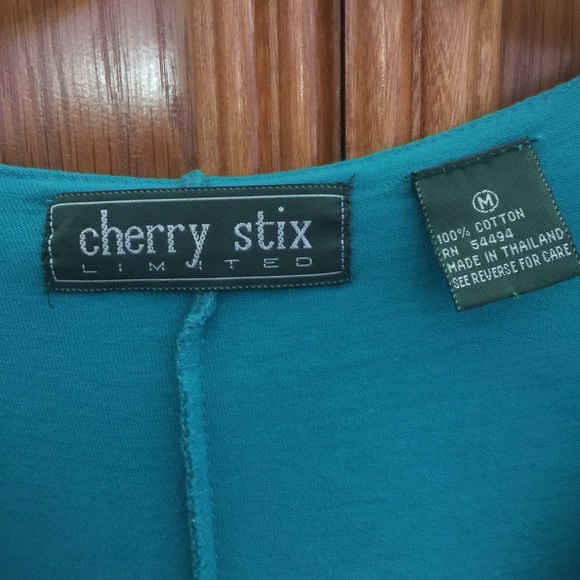 cherry stix
LIMITED
M
100% COTTON
RN 54494
MADE IN THAILAND
SEE REVERSE FOR CARE